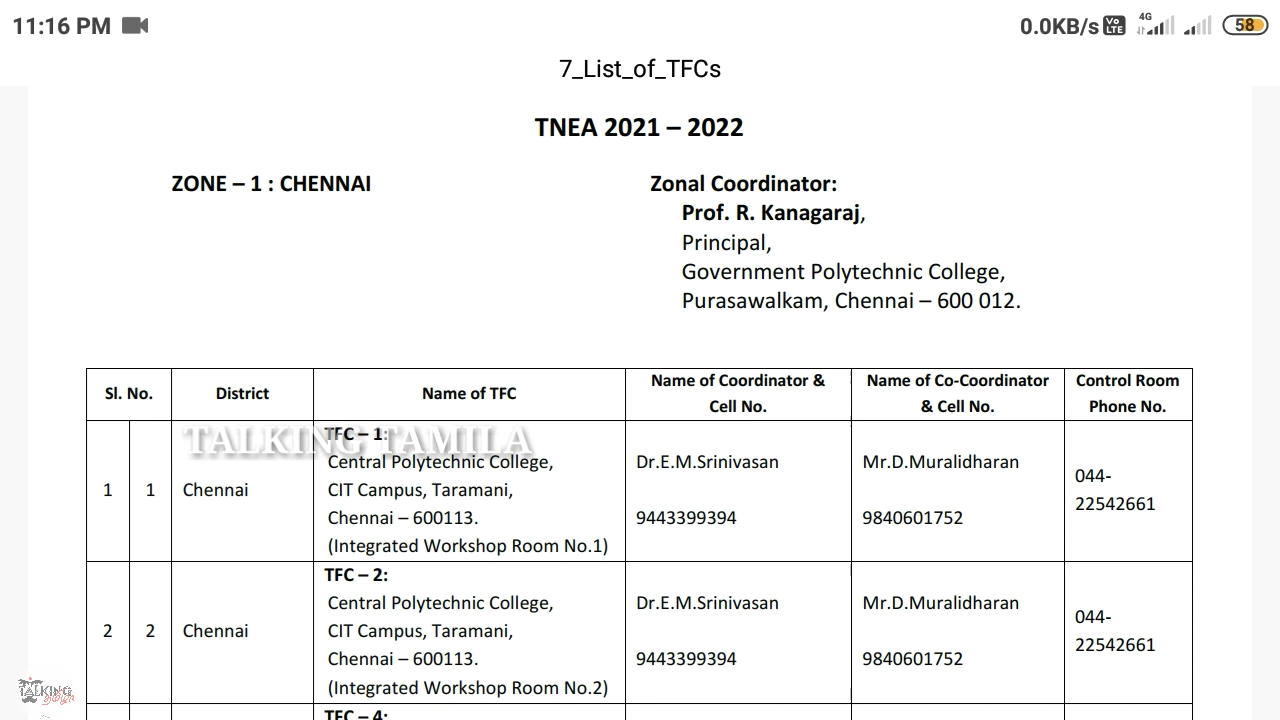 11:16 PM
0.0KB/s Vo LTE 4G 58
7_List_of_TFCs
TNEA 2021 – 2022
ZONE – 1 : CHENNAI
Zonal Coordinator:
Prof. R. Kanagaraj,
Principal,
Government Polytechnic College,
Purasawalkam, Chennai – 600 012.
Sl. No.
District
Name of TFC
Name of Coordinator &
Cell No.
Name of Co-Coordinator
& Cell No.
Control Room
Phone No.
TALKING TAMILA
1
1
Chennai
TFC – 1:
Central Polytechnic College,
CIT Campus, Taramani,
Chennai – 600113.
(Integrated Workshop Room No.1)
Dr.E.M.Srinivasan
9443399394
Mr.D.Muralidharan
9840601752
044-
22542661
2
2
Chennai
TFC – 2:
Central Polytechnic College,
CIT Campus, Taramani,
Chennai – 600113.
(Integrated Workshop Room No.2)
Dr.E.M.Srinivasan
9443399394
Mr.D.Muralidharan
9840601752
044-
22542661
TFC – 4:
TALKING